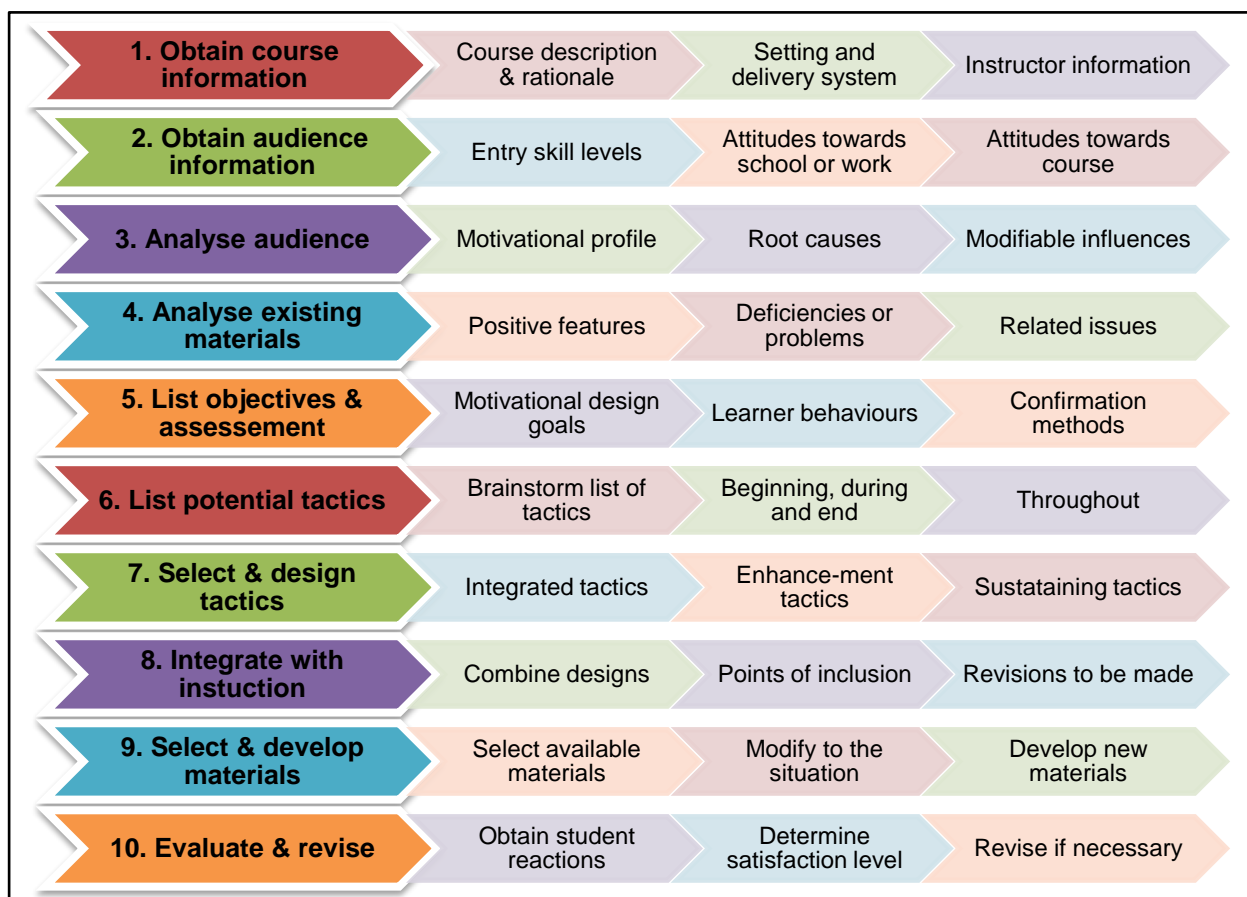 1. Obtain course
information
Course description
& rationale
Setting and
delivery system
Instructor information
2. Obtain audience
information
Entry skill levels
Attitudes towards
school or work
Attitudes towards
course
3. Analyse audience
Motivational profile
Root causes
Modifiable influences
4. Analyse existing
materials
Positive features
Deficiencies or
problems
Related issues
5. List objectives &
assessement
Motivational design
goals
Learner behaviours
Confirmation
methods
6. List potential tactics
Brainstorm list of
tactics
Beginning, during
and end
Throughout
7. Select & design
tactics
Integrated tactics
Enhance-ment
tactics
Sustataining tactics
8. Integrate with
instuction
Combine designs
Points of inclusion
Revisions to be made
9. Select & develop
materials
Select available
materials
Modify to the
situation
Develop new
materials
10. Evaluate & revise
Obtain student
reactions
Determine
satisfaction level
Revise if necessary